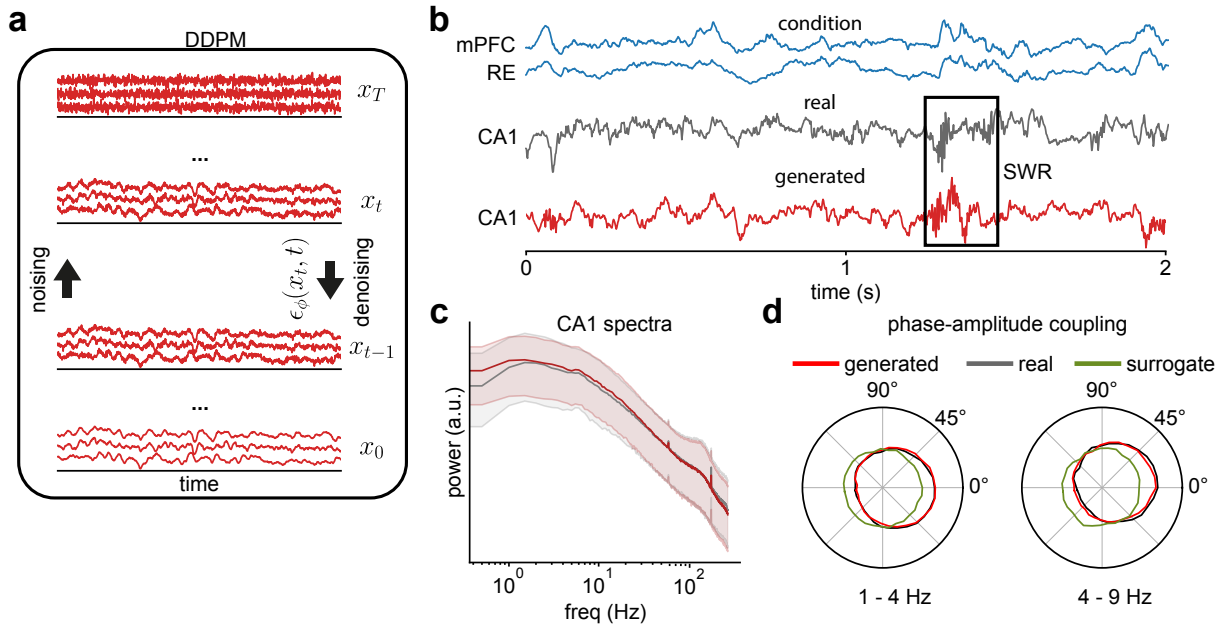 a
DDPM
x_T
...
x_t
noising
ϵ_ϕ(x_t, t)
denoising
x_{t−1}
...
x_0
time
b
condition
mPFC
RE
real
CA1
SWR
generated
CA1
0
1
2
time (s)
c
CA1 spectra
power (a.u.)
10^0
10^1
10^2
freq (Hz)
d
phase-amplitude coupling
generated real surrogate
90°
45°
0°
1 - 4 Hz
90°
45°
0°
4 - 9 Hz